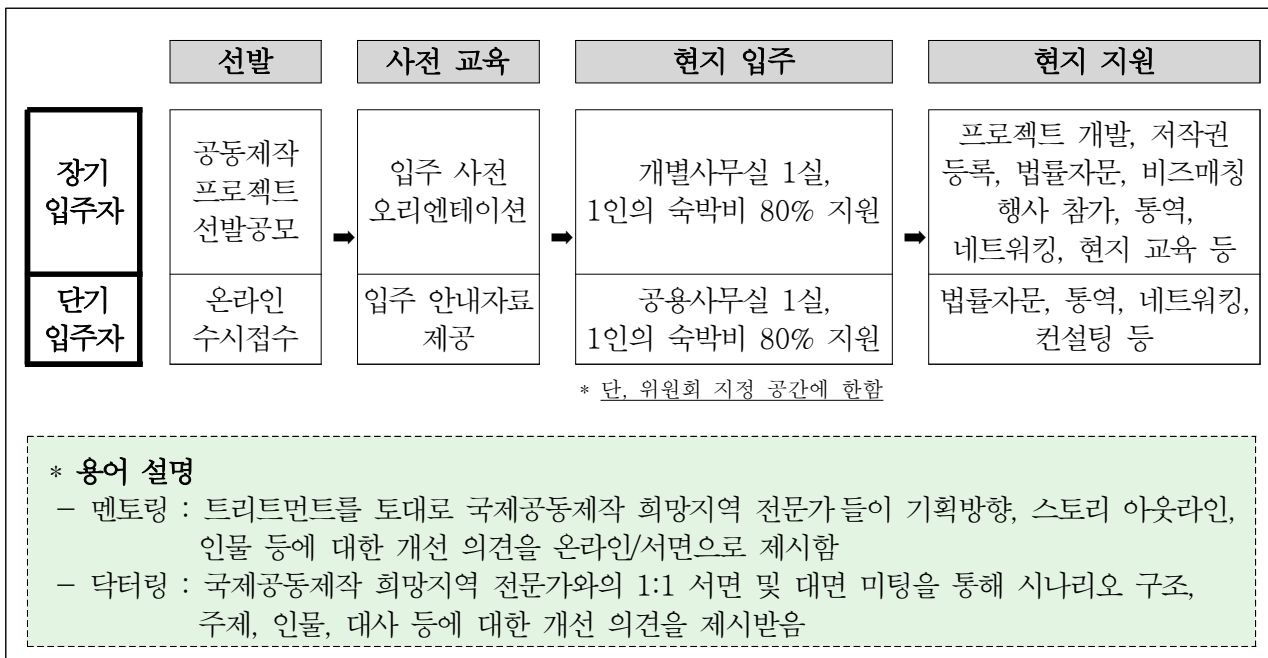 선발 사전 교육 현지 입주 현지 지원
장기
입주자
공동제작
프로젝트
선발공모
➡
입주 사전
오리엔테이션
➡
개별사무실 1실,
1인의 숙박비 80% 지원
➡
프로젝트 개발, 저작권
등록, 법률자문, 비즈매칭
행사 참가, 통역,
네트워킹, 현지 교육 등
단기
입주자
온라인
수시접수
입주 안내자료
제공
공용사무실 1실,
1인의 숙박비 80% 지원
법률자문, 통역, 네트워킹,
컨설팅 등
* 단, 위원회 지정 공간에 한함
* 용어 설명
- 멘토링 : 트리트먼트를 토대로 국제공동제작 희망지역 전문가들이 기획방향, 스토리 아웃라인,
인물 등에 대한 개선 의견을 온라인/서면으로 제시함
- 닥터링 : 국제공동제작 희망지역 전문가와의 1:1 서면 및 대면 미팅을 통해 시나리오 구조,
주제, 인물, 대사 등에 대한 개선 의견을 제시받음